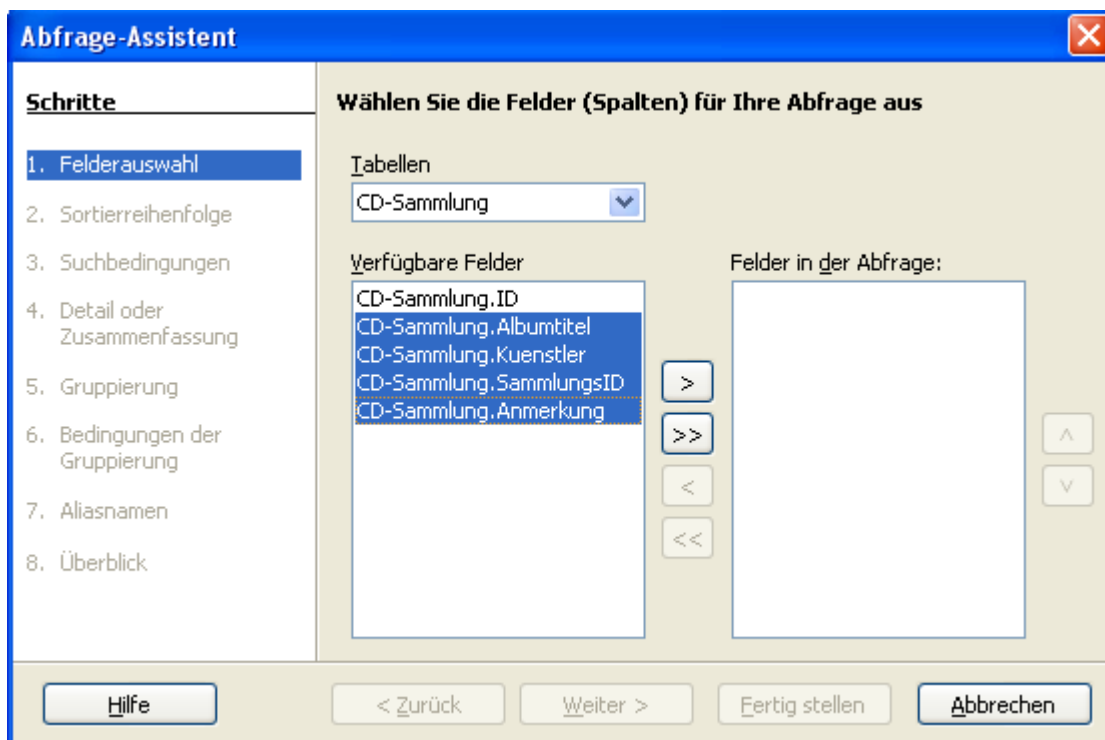 Abfrage-Assistent
Schritte
1. Felderauswahl
2. Sortierreihenfolge
3. Suchbedingungen
4. Detail oder
Zusammenfassung
5. Gruppierung
6. Bedingungen der
Gruppierung
7. Aliasnamen
8. Überblick
Wählen Sie die Felder (Spalten) für Ihre Abfrage aus
Tabellen
CD-Sammlung
Verfügbare Felder
CD-Sammlung.ID
CD-Sammlung.Albumtitel
CD-Sammlung.Kuenstler
CD-Sammlung.SammlungsID
CD-Sammlung.Anmerkung
>
>>
<
<<
Felder in der Abfrage:
^
v
Hilfe
< Zurück
Weiter >
Fertig stellen
Abbrechen